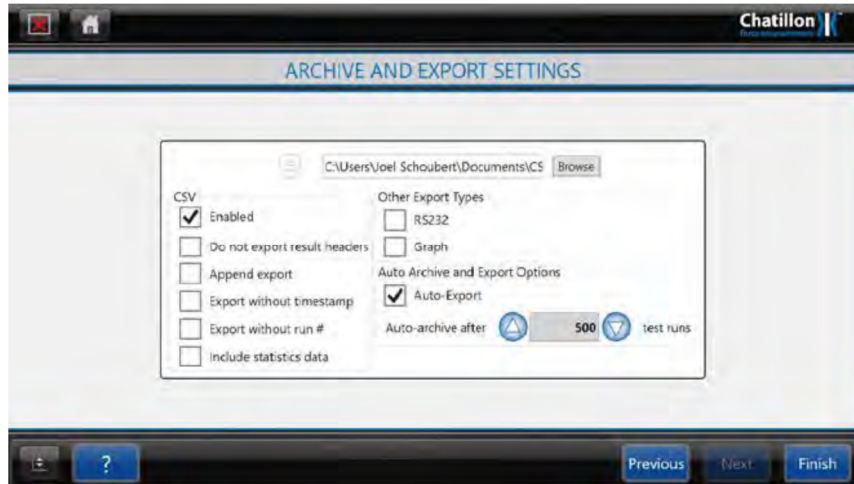 Chatillon
ARCHIVE AND EXPORT SETTINGS
C:\Users\Joel Schoubert\Documents\CS
Browse
CSV
Enabled
Do not export result headers
Append export
Export without timestamp
Export without run #
Include statistics data
Other Export Types
RS232
Graph
Auto Archive and Export Options
Auto-Export
Auto-archive after 500 test runs
?
Previous
Next
Finish